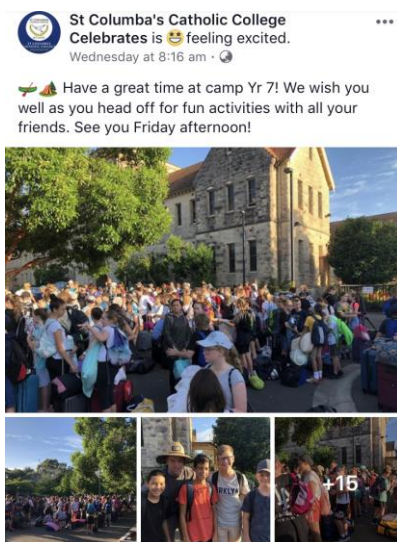 St Columba's Catholic College
Celebrates is 😀 feeling excited.
Wednesday at 8:16 am ·
🛶🏕️ Have a great time at camp Yr 7! We wish you
well as you head off for fun activities with all your
friends. See you Friday afternoon!
+15